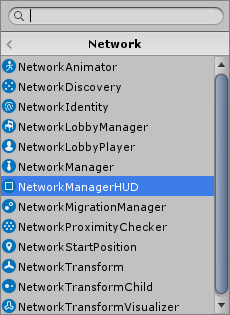 Network
NetworkAnimator
NetworkDiscovery
NetworkIdentity
NetworkLobbyManager
NetworkLobbyPlayer
NetworkManager
NetworkManagerHUD
NetworkMigrationManager
NetworkProximityChecker
NetworkStartPosition
NetworkTransform
NetworkTransformChild
NetworkTransformVisualizer